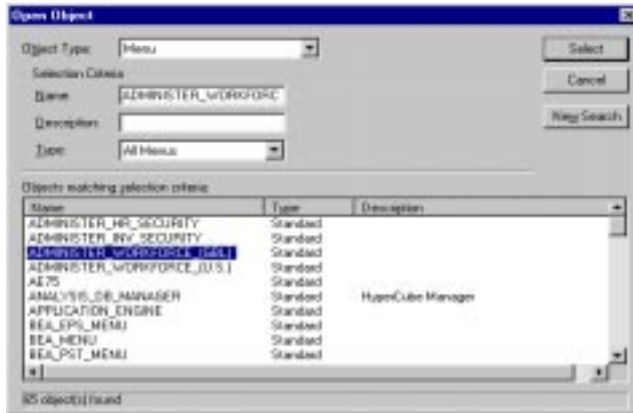 Open Object
Object Type: Menu
Select
Selection Criteria
Cancel
Name: ADMINISTER_WORKFORC
Description:
New Search
Type: All Menus
Objects matching selection criteria:
Name Type Description
ADMINISTER_HR_SECURITY Standard
ADMINISTER_INV_SECURITY Standard
ADMINISTER_WORKFORCE_(GBL) Standard
ADMINISTER_WORKFORCE_(U.S.) Standard
AE75 Standard
ANALYSIS_DB_MANAGER Standard HyperCube Manager
APPLICATION_ENGINE Standard
BEA_EPS_MENU Standard
BEA_MENU Standard
BEA_PST_MENU Standard
object(s) found